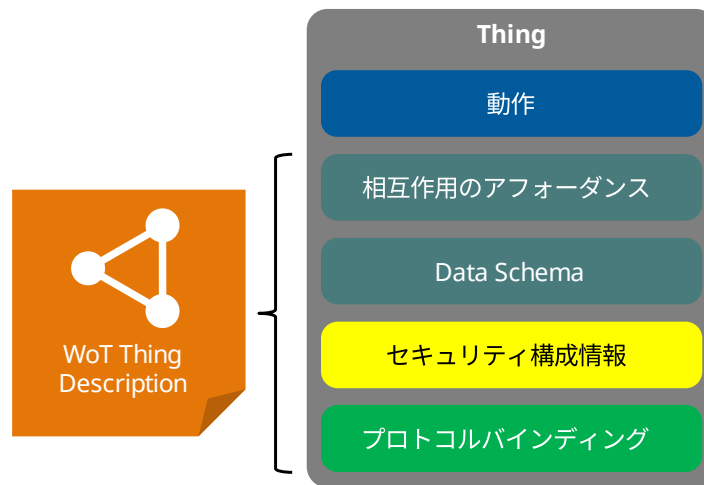 Thing
動作
相互作用のアフォーダンス
Data Schema
セキュリティ構成情報
プロトコルバインディング
WoT Thing
Description